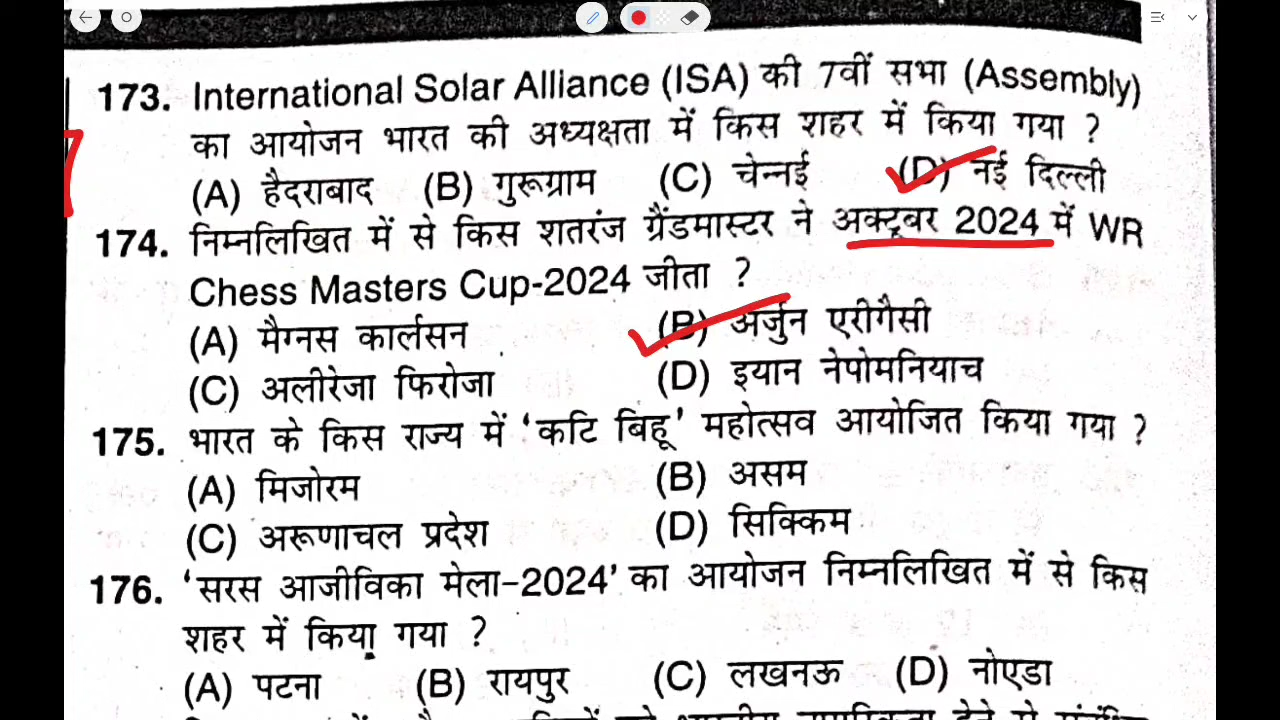 173. International Solar Alliance (ISA) की 7वीं सभा (Assembly)
का आयोजन भारत की अध्यक्षता में किस शहर में किया गया ?
(A) हैदराबाद (B) गुरूग्राम (C) चेन्नई (D) नई दिल्ली
174. निम्नलिखित में से किस शतरंज ग्रैंडमास्टर ने अक्टूबर 2024 में WR
Chess Masters Cup-2024 जीता ?
(A) मैग्नस कार्लसन (B) अर्जुन एरीगैसी
(C) अलीरेजा फिरोजा (D) इयान नेपोमनियाच
175. भारत के किस राज्य में ‘कटि बिहू’ महोत्सव आयोजित किया गया ?
(A) मिजोरम (B) असम
(C) अरूणाचल प्रदेश (D) सिक्किम
176. ‘सरस आजीविका मेला-2024’ का आयोजन निम्नलिखित में से किस
शहर में किया गया ?
(A) पटना (B) रायपुर (C) लखनऊ (D) नोएडा